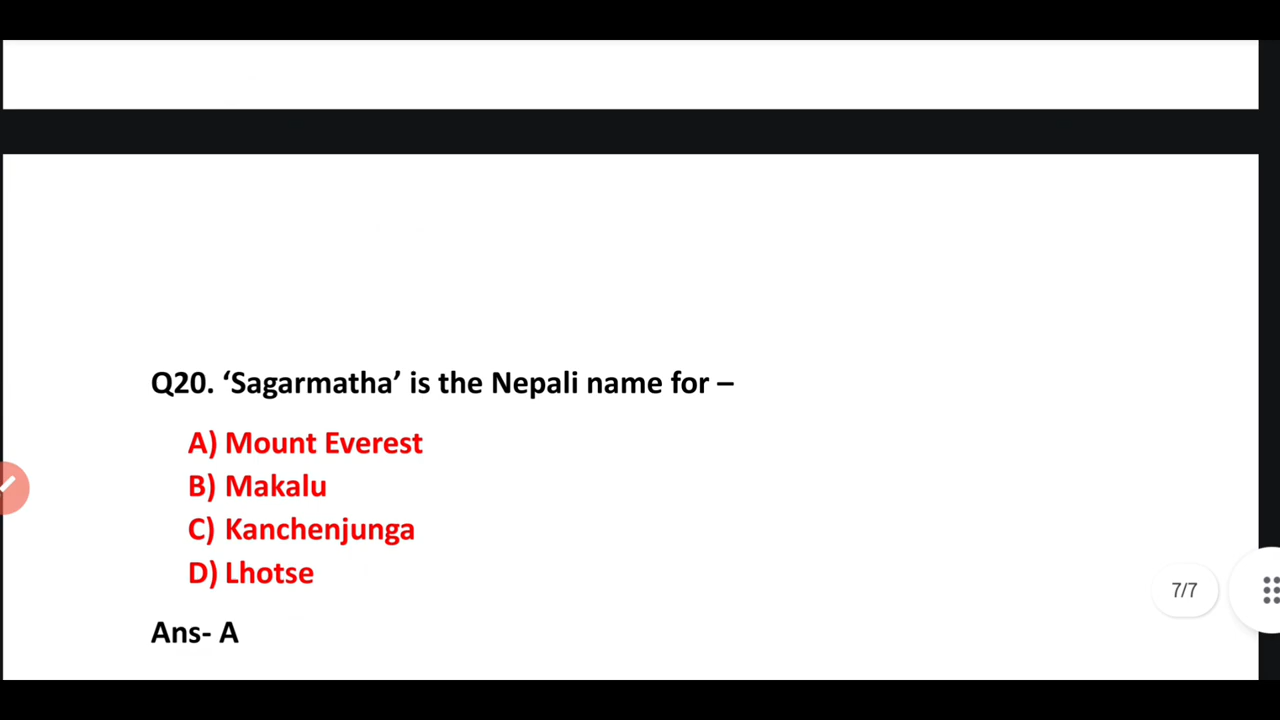 Q20. ‘Sagarmatha’ is the Nepali name for –
A) Mount Everest
B) Makalu
C) Kanchenjunga
D) Lhotse
7/7
Ans- A